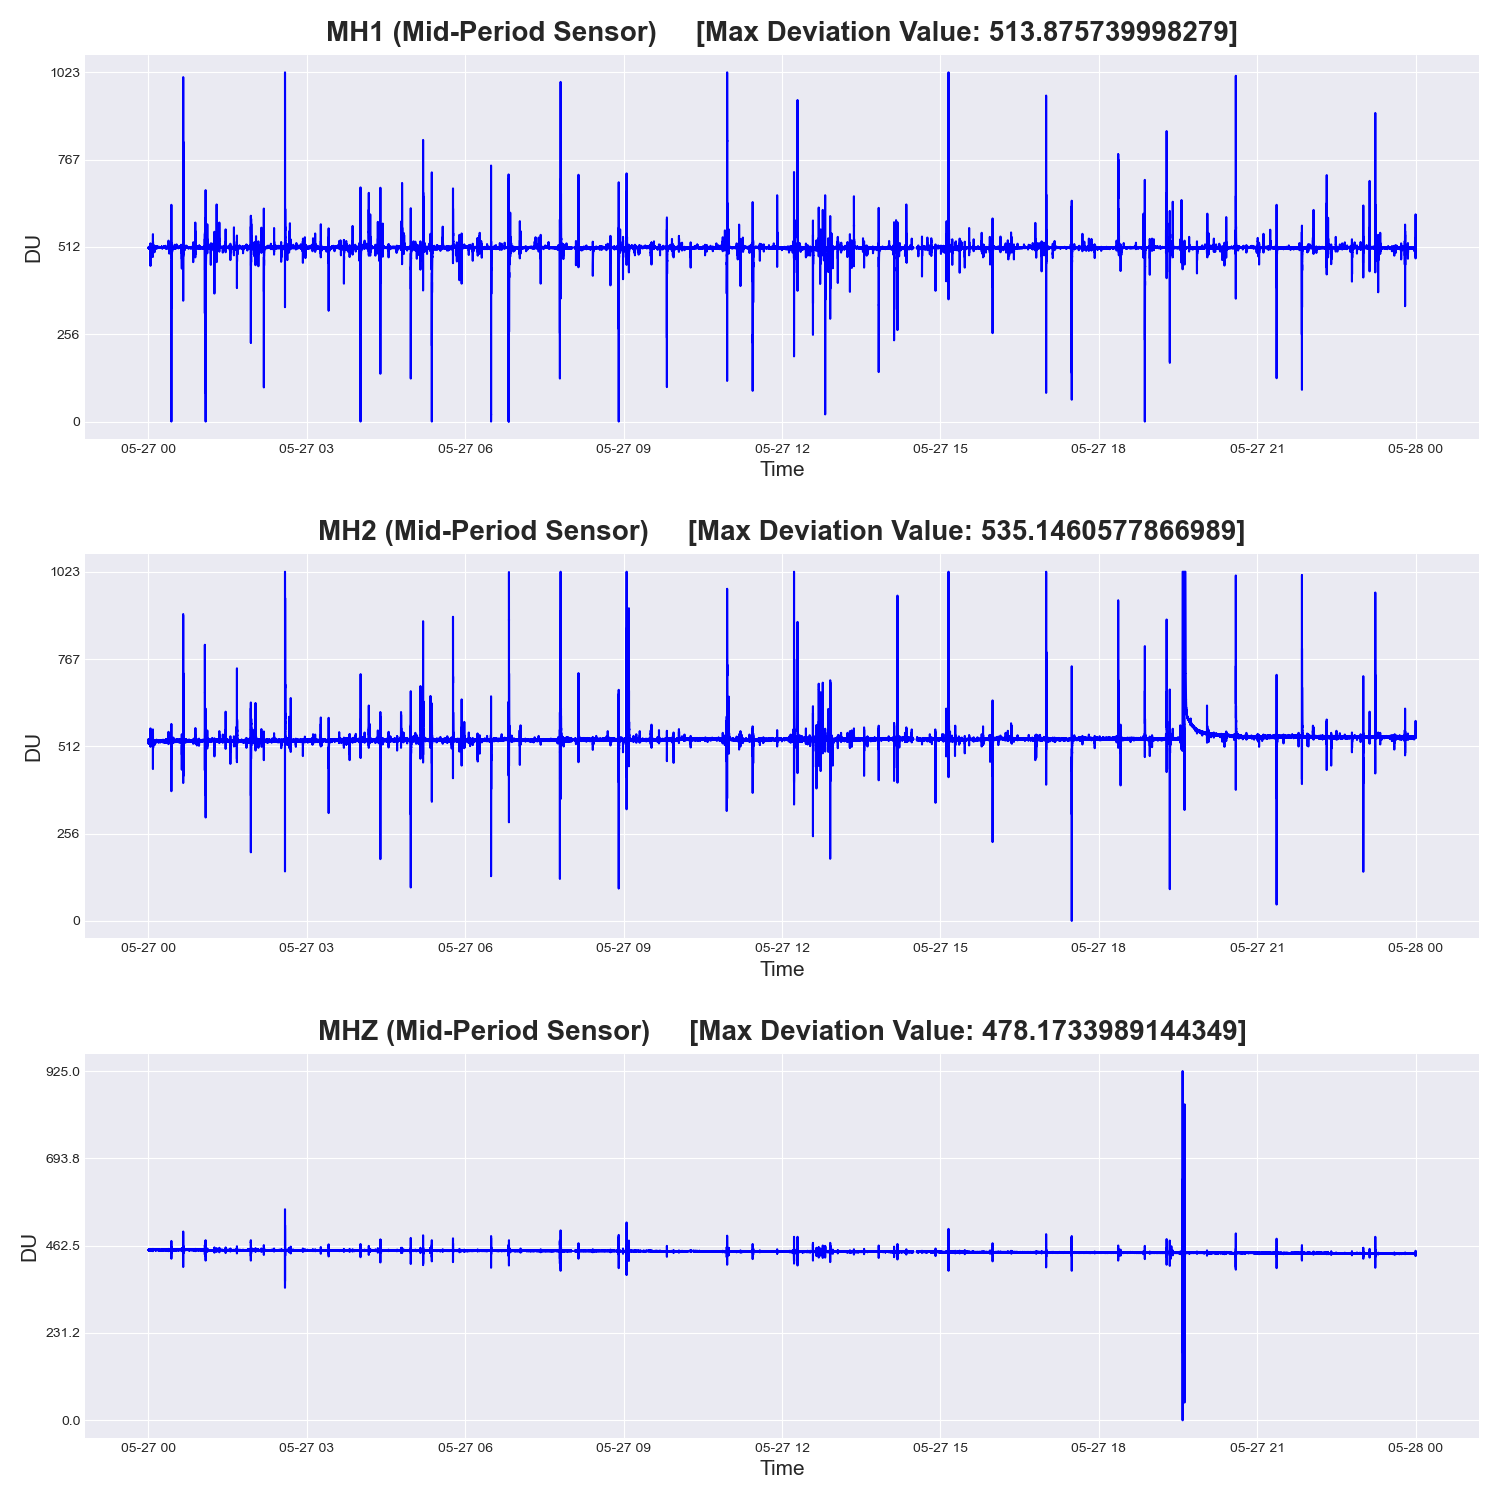 MH1 (Mid-Period Sensor)     [Max Deviation Value: 513.875739998279]
1023
767
512
256
0
DU
05-27 00 05-27 03 05-27 06 05-27 09 05-27 12 05-27 15 05-27 18 05-27 21 05-28 00
Time
MH2 (Mid-Period Sensor)     [Max Deviation Value: 535.1460577866989]
1023
767
512
256
0
DU
05-27 00 05-27 03 05-27 06 05-27 09 05-27 12 05-27 15 05-27 18 05-27 21 05-28 00
Time
MHZ (Mid-Period Sensor)     [Max Deviation Value: 478.1733989144349]
925.0
693.8
462.5
231.2
0.0
DU
05-27 00 05-27 03 05-27 06 05-27 09 05-27 12 05-27 15 05-27 18 05-27 21 05-28 00
Time